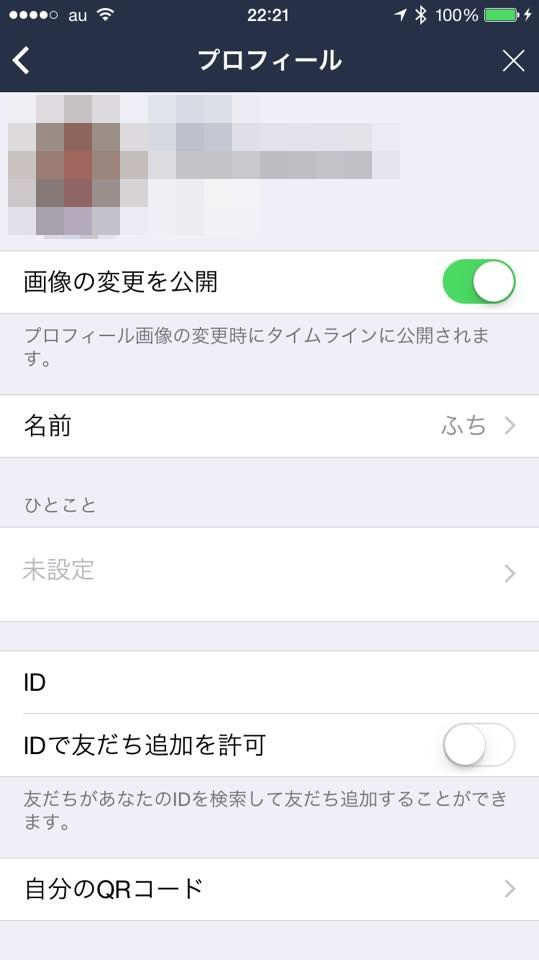 au 22:21 100%
プロフィール
画像の変更を公開
プロフィール画像の変更時にタイムラインに公開されま
す。
名前 ふち
ひとこと
未設定
ID
IDで友だち追加を許可
友だちがあなたのIDを検索して友だち追加することができ
ます。
自分のQRコード